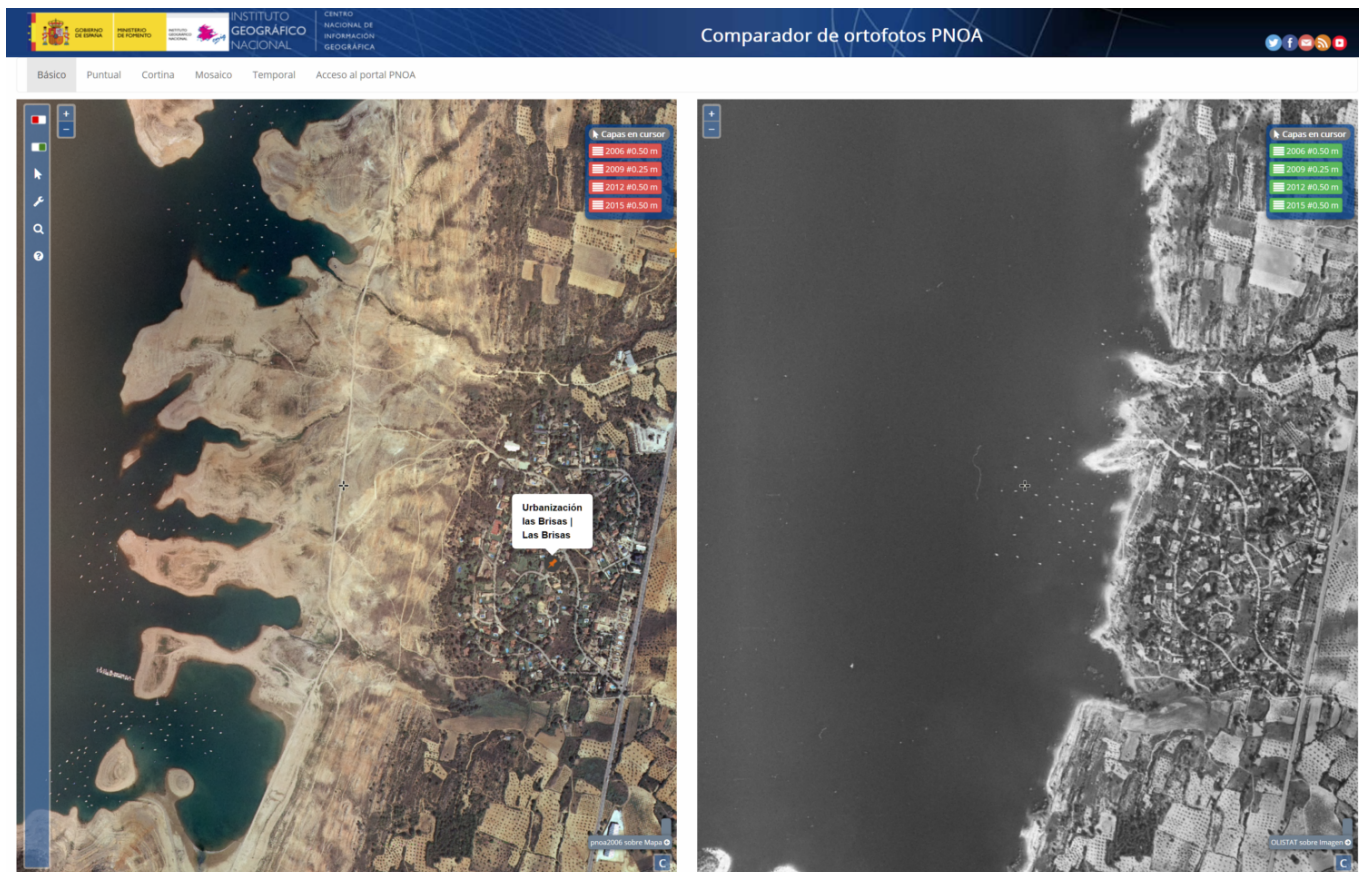 GOBIERNO
DE ESPAÑA
MINISTERIO
DE FOMENTO
INSTITUTO
GEOGRÁFICO
NACIONAL
INSTITUTO
GEOGRÁFICO
NACIONAL
CENTRO
NACIONAL DE
INFORMACIÓN
GEOGRÁFICA
Comparador de ortofotos PNOA
Básico Puntual Cortina Mosaico Temporal Acceso al portal PNOA
+
−
Capas en cursor
2006 #0.50 m
2009 #0.25 m
2012 #0.50 m
2015 #0.50 m
Urbanización
las Brisas |
Las Brisas
pnoa2006 sobre Mapa
C
+
−
Capas en cursor
2006 #0.50 m
2009 #0.25 m
2012 #0.50 m
2015 #0.50 m
OLISTAT sobre Imagen
C